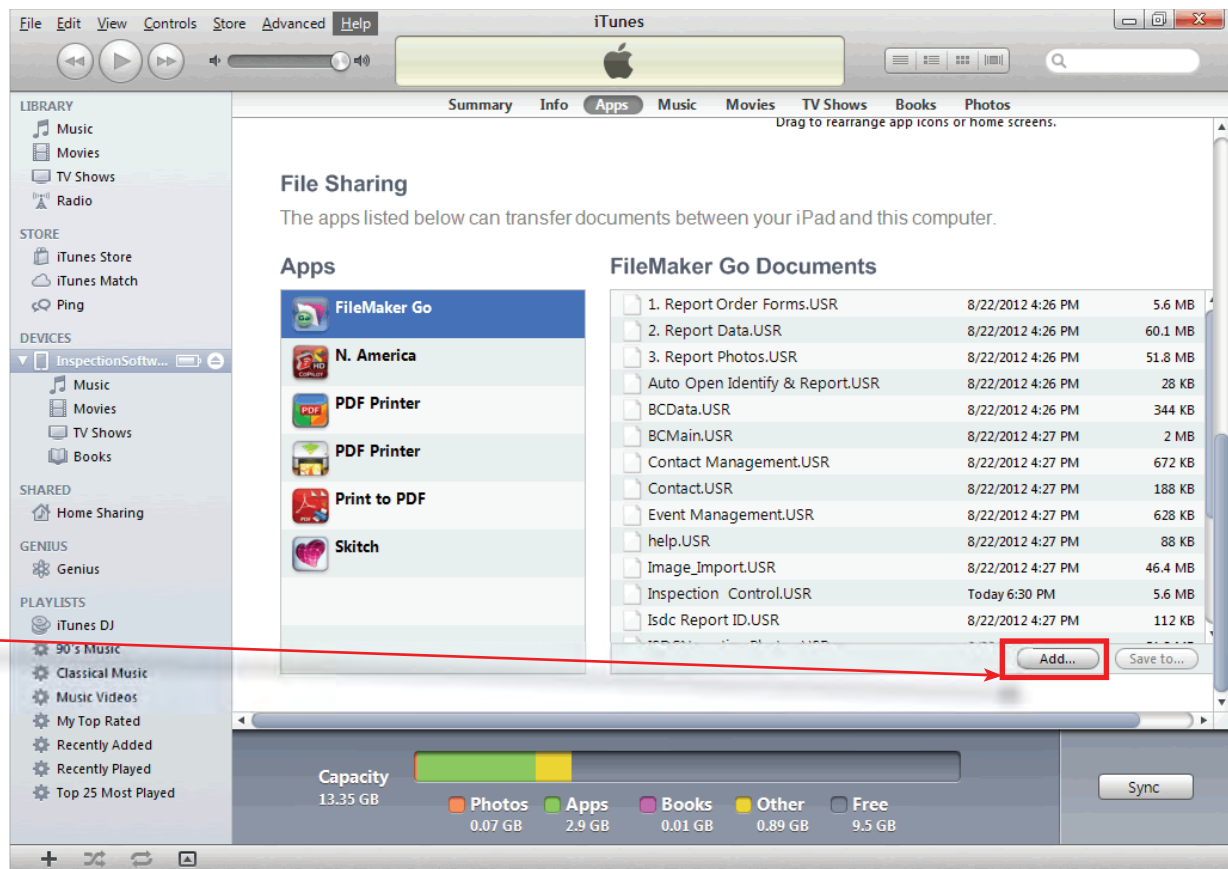 File Edit View Controls Store Advanced Help
iTunes
Summary Info Apps Music Movies TV Shows Books Photos
Drag to rearrange app icons or home screens.
LIBRARY
Music
Movies
TV Shows
Radio
STORE
iTunes Store
iTunes Match
Ping
DEVICES
InspectionSoftw...
Music
Movies
TV Shows
Books
SHARED
Home Sharing
GENIUS
Genius
PLAYLISTS
iTunes DJ
90's Music
Classical Music
Music Videos
My Top Rated
Recently Added
Recently Played
Top 25 Most Played
File Sharing
The apps listed below can transfer documents between your iPad and this computer.
Apps
FileMaker Go
N. America
PDF Printer
PDF Printer
Print to PDF
Skitch
FileMaker Go Documents
1. Report Order Forms.USR 8/22/2012 4:26 PM 5.6 MB
2. Report Data.USR 8/22/2012 4:26 PM 60.1 MB
3. Report Photos.USR 8/22/2012 4:26 PM 51.8 MB
Auto Open Identify & Report.USR 8/22/2012 4:26 PM 28 KB
BCData.USR 8/22/2012 4:26 PM 344 KB
BCMain.USR 8/22/2012 4:27 PM 2 MB
Contact Management.USR 8/22/2012 4:27 PM 672 KB
Contact.USR 8/22/2012 4:27 PM 188 KB
Event Management.USR 8/22/2012 4:27 PM 628 KB
help.USR 8/22/2012 4:27 PM 88 KB
Image_Import.USR 8/22/2012 4:27 PM 46.4 MB
Inspection Control.USR Today 6:30 PM 5.6 MB
Isdc Report ID.USR 8/22/2012 4:27 PM 112 KB
Add... Save to...
Capacity
13.35 GB
Photos Apps Books Other Free
0.07 GB 2.9 GB 0.01 GB 0.89 GB 9.5 GB
Sync